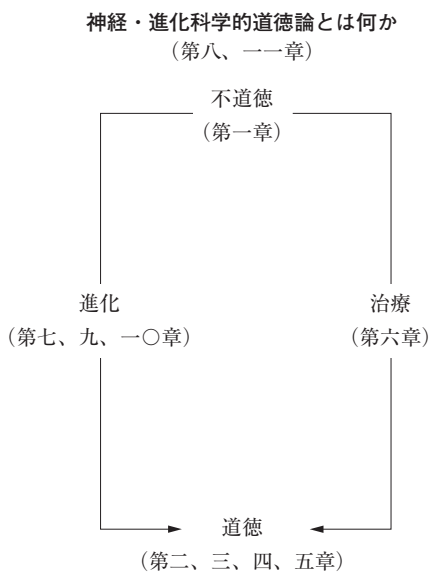 神経・進化科学的道徳論とは何か
（第八、一一章）
不道徳
（第一章）
進化
（第七、九、一〇章）
治療
（第六章）
道徳
（第二、三、四、五章）